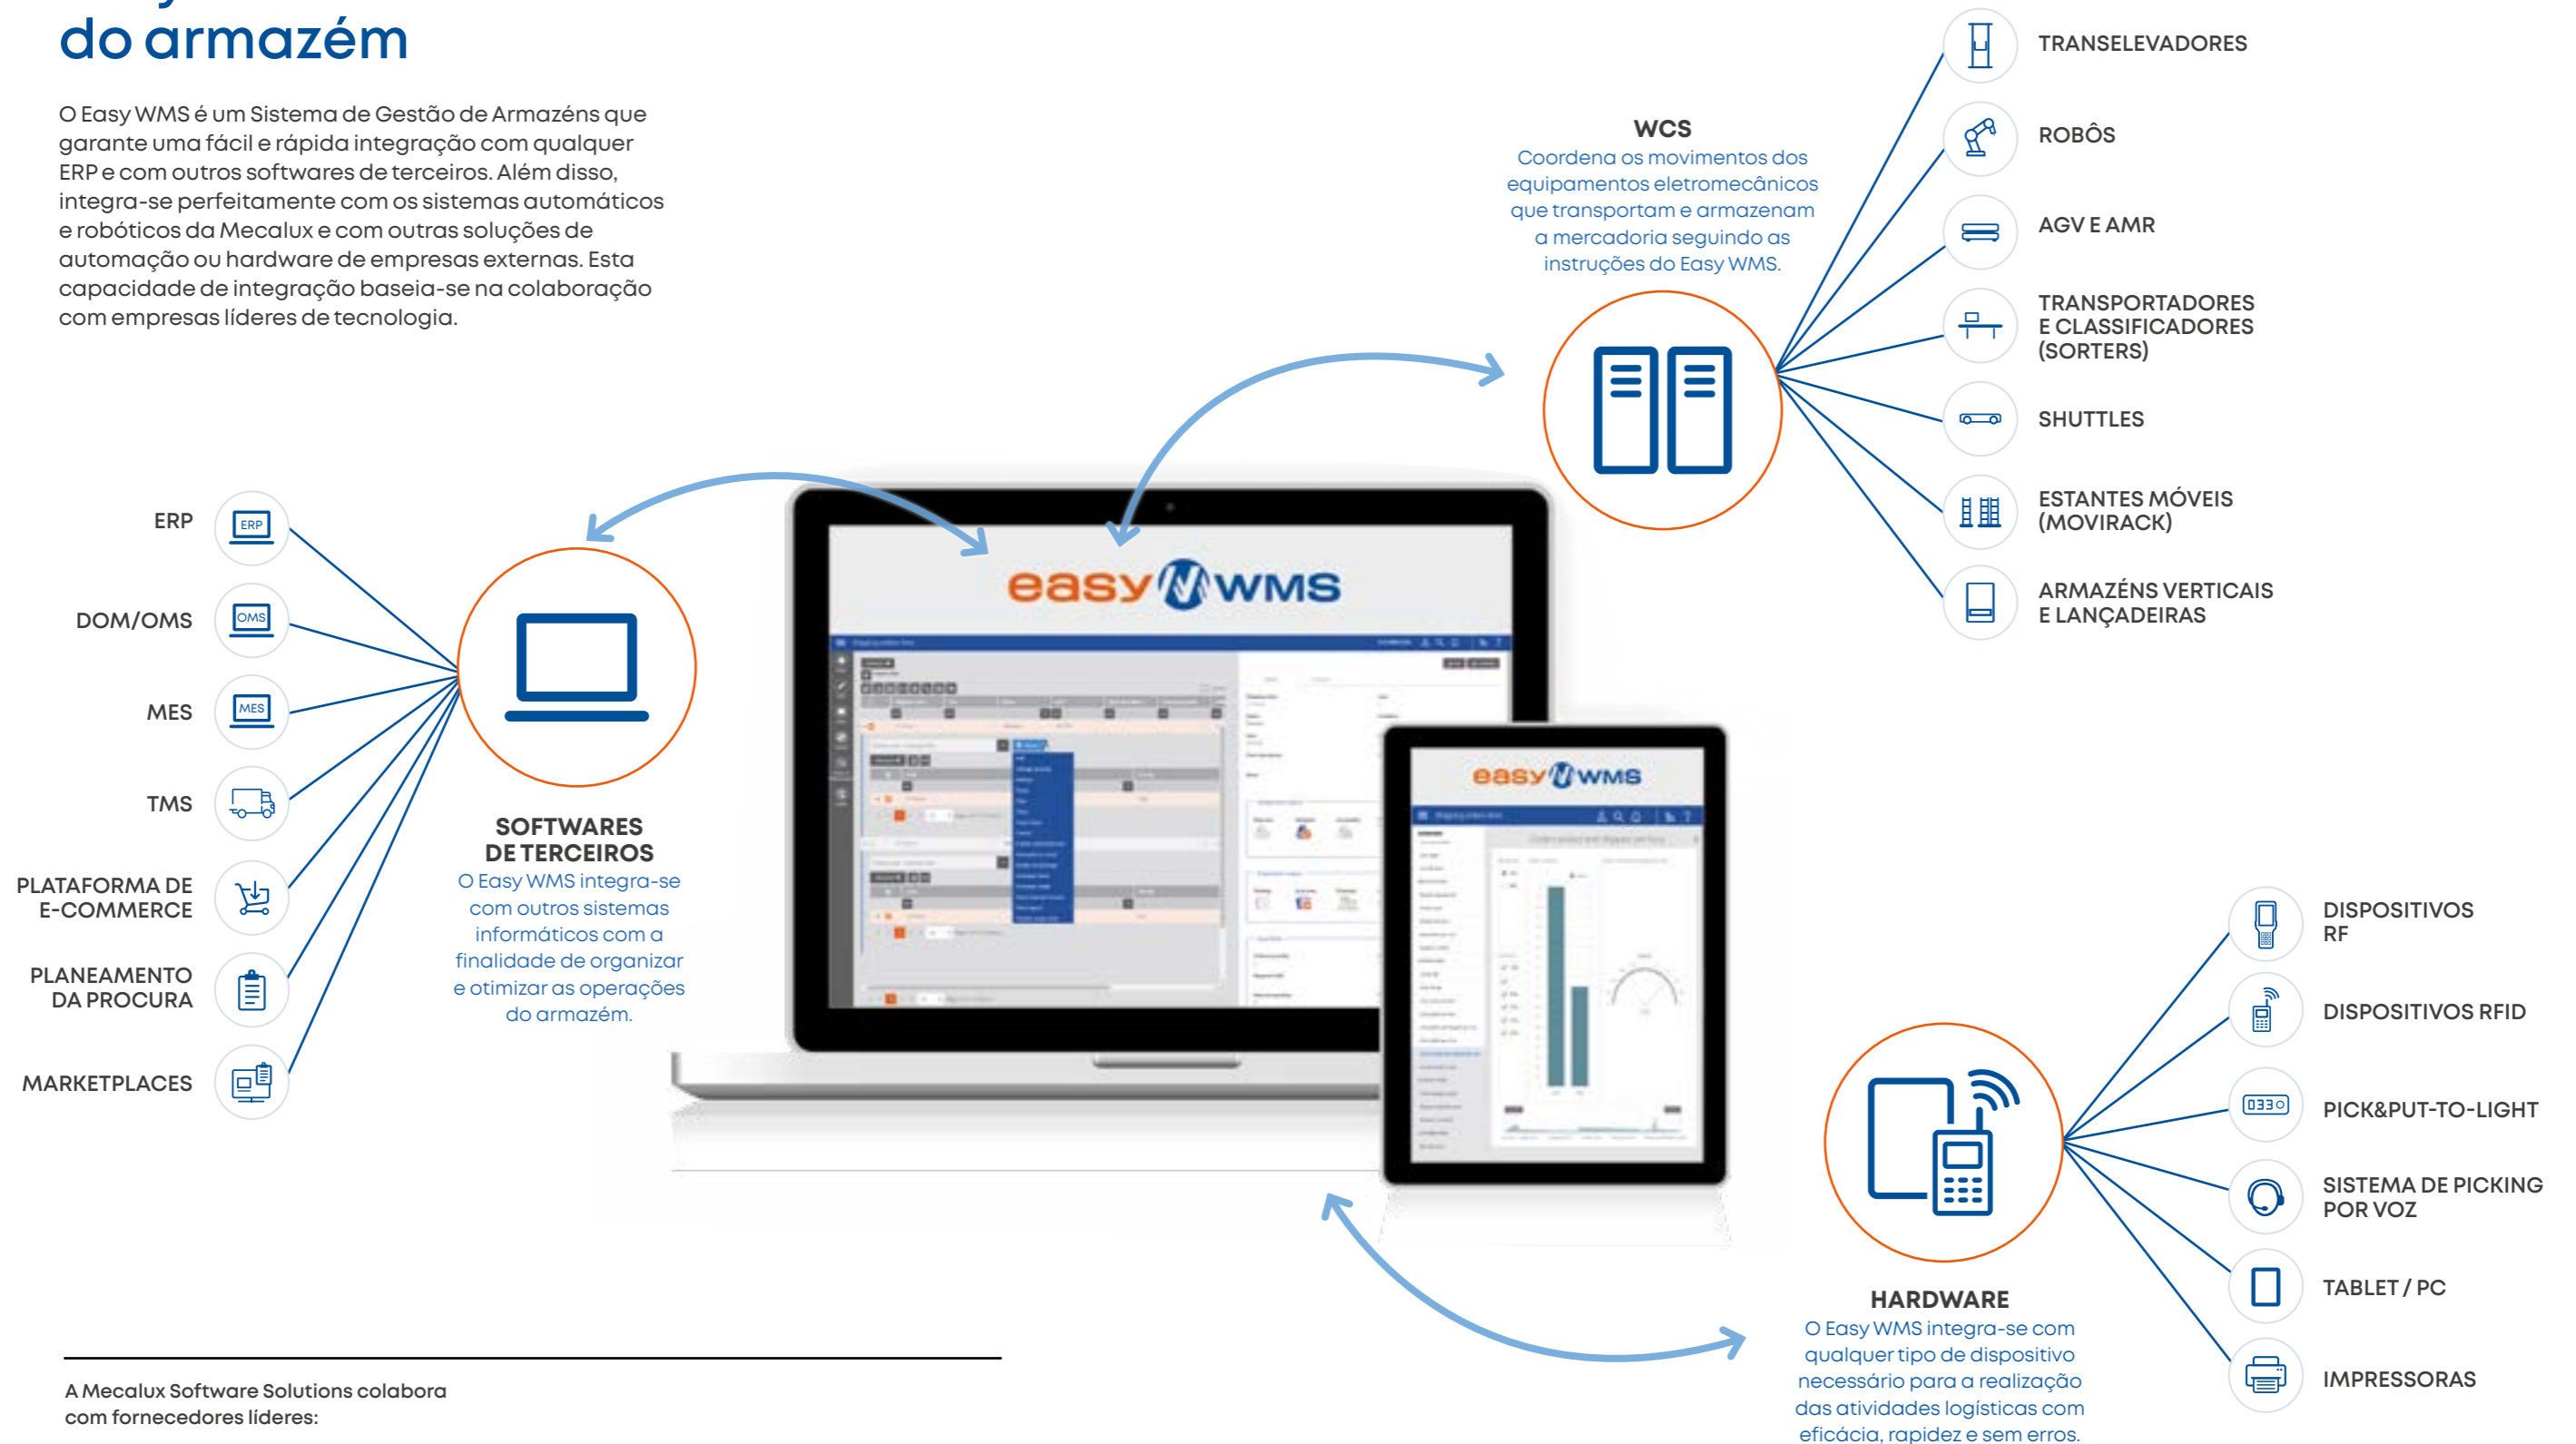 do armazém
O Easy WMS é um Sistema de Gestão de Armazéns que
garante uma fácil e rápida integração com qualquer
ERP e com outros softwares de terceiros. Além disso,
integra-se perfeitamente com os sistemas automáticos
e robóticos da Mecalux e com outras soluções de
automação ou hardware de empresas externas. Esta
capacidade de integração baseia-se na colaboração
com empresas líderes de tecnologia.
WCS
Coordena os movimentos dos
equipamentos eletromecânicos
que transportam e armazenam
a mercadoria seguindo as
instruções do Easy WMS.
TRANSELEVADORES
ROBÔS
AGV E AMR
TRANSPORTADORES
E CLASSIFICADORES
(SORTERS)
SHUTTLES
ESTANTES MÓVEIS
(MOVIRACK)
ARMAZÉNS VERTICAIS
E LANÇADEIRAS
ERP
ERP
DOM/OMS
OMS
MES
MES
TMS
PLATAFORMA DE
E-COMMERCE
PLANEAMENTO
DA PROCURA
MARKETPLACES
SOFTWARES
DE TERCEIROS
O Easy WMS integra-se
com outros sistemas
informáticos com a
finalidade de organizar
e otimizar as operações
do armazém.
easy WMS
easy WMS
DISPOSITIVOS
RF
DISPOSITIVOS RFID
PICK&PUT-TO-LIGHT
SISTEMA DE PICKING
POR VOZ
TABLET / PC
IMPRESSORAS
HARDWARE
O Easy WMS integra-se com
qualquer tipo de dispositivo
necessário para a realização
das atividades logísticas com
eficácia, rapidez e sem erros.
A Mecalux Software Solutions colabora
com fornecedores líderes: